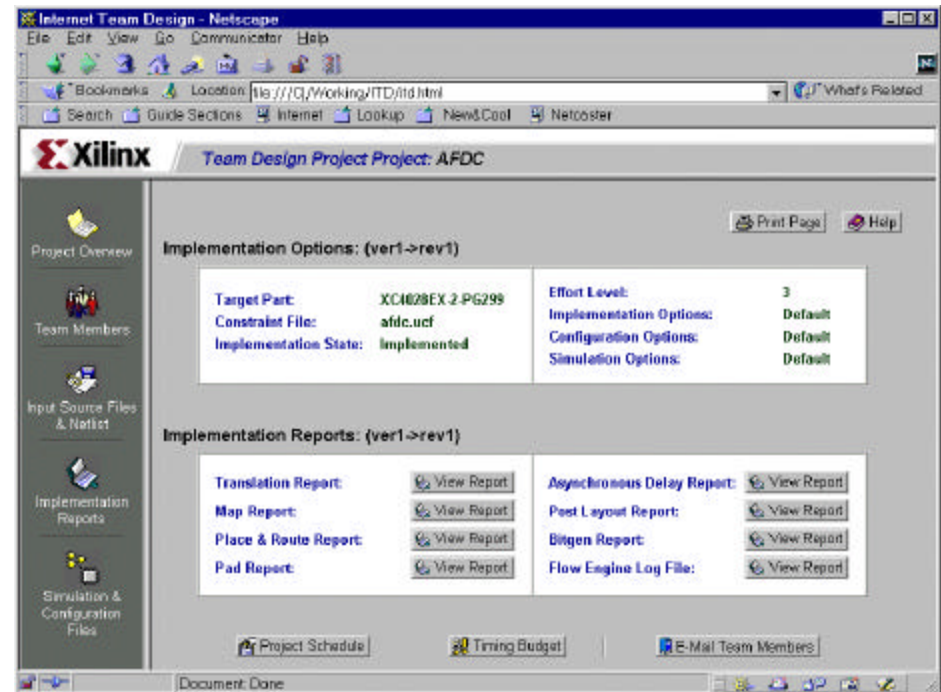 Internet Team Design - Netscape
File Edit View Go Communicator Help
Bookmarks Location: file:///C|/Working/ITD/itd.html What's Related
Search Guide Sections Internet Lookup New&Cool Netcaster
Xilinx Team Design Project Project: AFDC
Print Page Help
Project Overview
Team Members
Input Source Files
& Netlist
Implementation
Reports
Simulation &
Configuration
Files
Implementation Options: (ver1->rev1)
Target Part: XC4028EX-2-PG299
Constraint File: afdc.ucf
Implementation State: Implemented
Effort Level: 3
Implementation Options: Default
Configuration Options: Default
Simulation Options: Default
Implementation Reports: (ver1->rev1)
Translation Report: View Report
Map Report: View Report
Place & Route Report: View Report
Pad Report: View Report
Asynchronous Delay Report: View Report
Post Layout Report: View Report
Bitgen Report: View Report
Flow Engine Log File: View Report
Project Schedule Timing Budget E-Mail Team Members
Document: Done